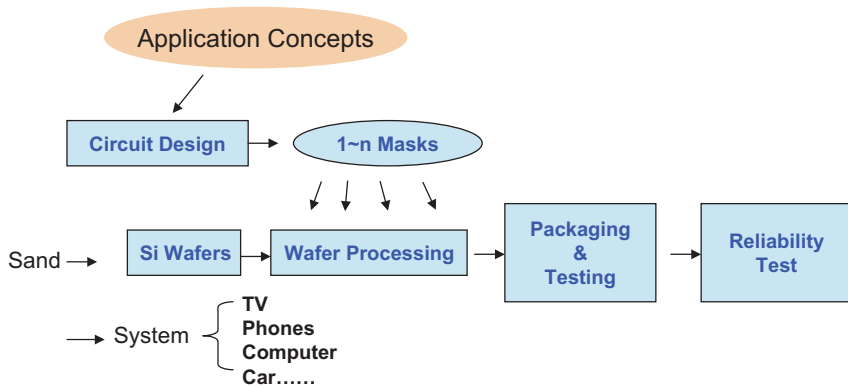 Application Concepts
Circuit Design
1~n Masks
Sand
Si Wafers
Wafer Processing
Packaging
&
Testing
Reliability
Test
System
TV
Phones
Computer
Car……